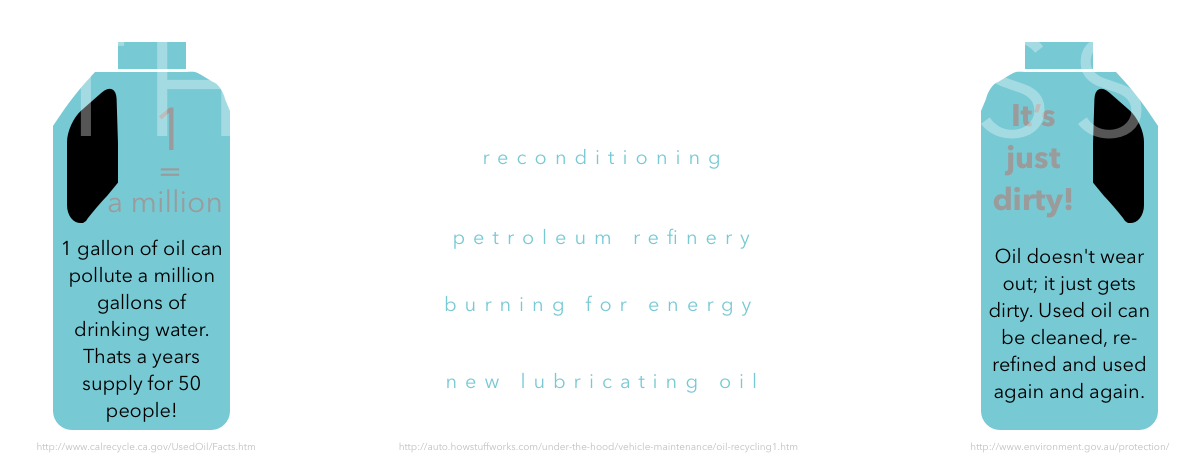 1
=
a million
1 gallon of oil can
pollute a million
gallons of
drinking water.
Thats a years
supply for 50
people!
http://www.calrecycle.ca.gov/UsedOil/Facts.htm
reconditioning
petroleum refinery
burning for energy
new lubricating oil
http://auto.howstuffworks.com/under-the-hood/vehicle-maintenance/oil-recycling1.htm
It's
just
dirty!
Oil doesn't wear
out; it just gets
dirty. Used oil can
be cleaned, re-
refined and used
again and again.
http://www.environment.gov.au/protection/